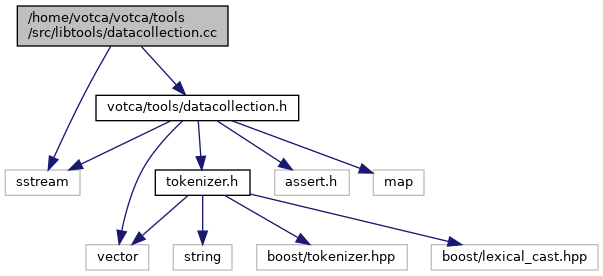 /home/votca/votca/tools
/src/libtools/datacollection.cc
votca/tools/datacollection.h
sstream
tokenizer.h
assert.h
map
vector
string
boost/tokenizer.hpp
boost/lexical_cast.hpp